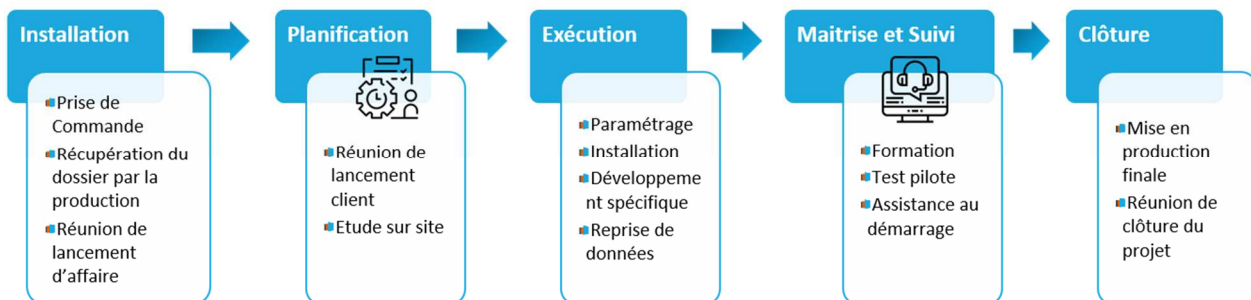 Installation
Prise de
Commande
Récupération du
dossier par la
production
Réunion de
lancement
d'affaire
Planification
Réunion de
lancement
client
Etude sur site
Exécution
Paramétrage
Installation
Développeme
nt spécifique
Reprise de
données
Maitrise et Suivi
Formation
Test pilote
Assistance au
démarrage
Clôture
Mise en
production
finale
Réunion de
clôture du
projet